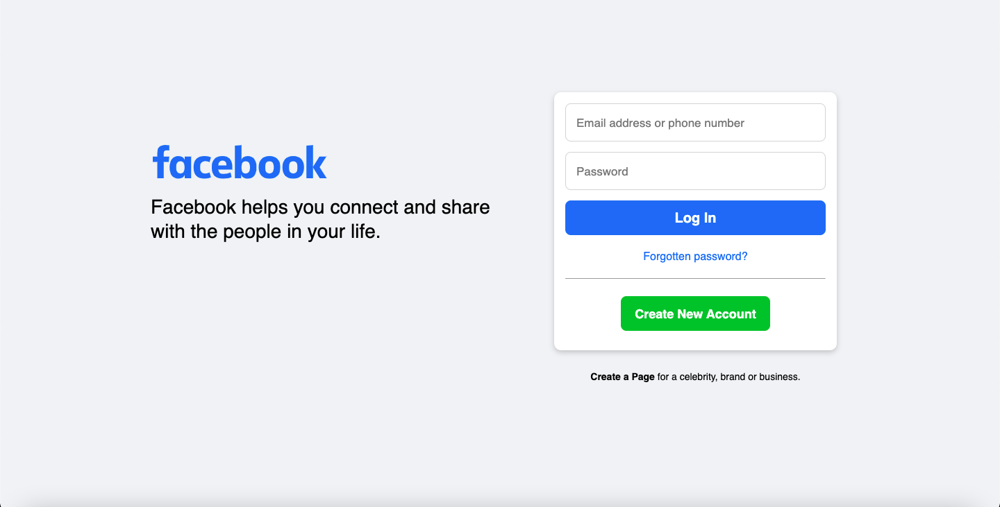 facebook
Facebook helps you connect and share
with the people in your life.
Email address or phone number
Password
Log In
Forgotten password?
Create New Account
Create a Page for a celebrity, brand or business.